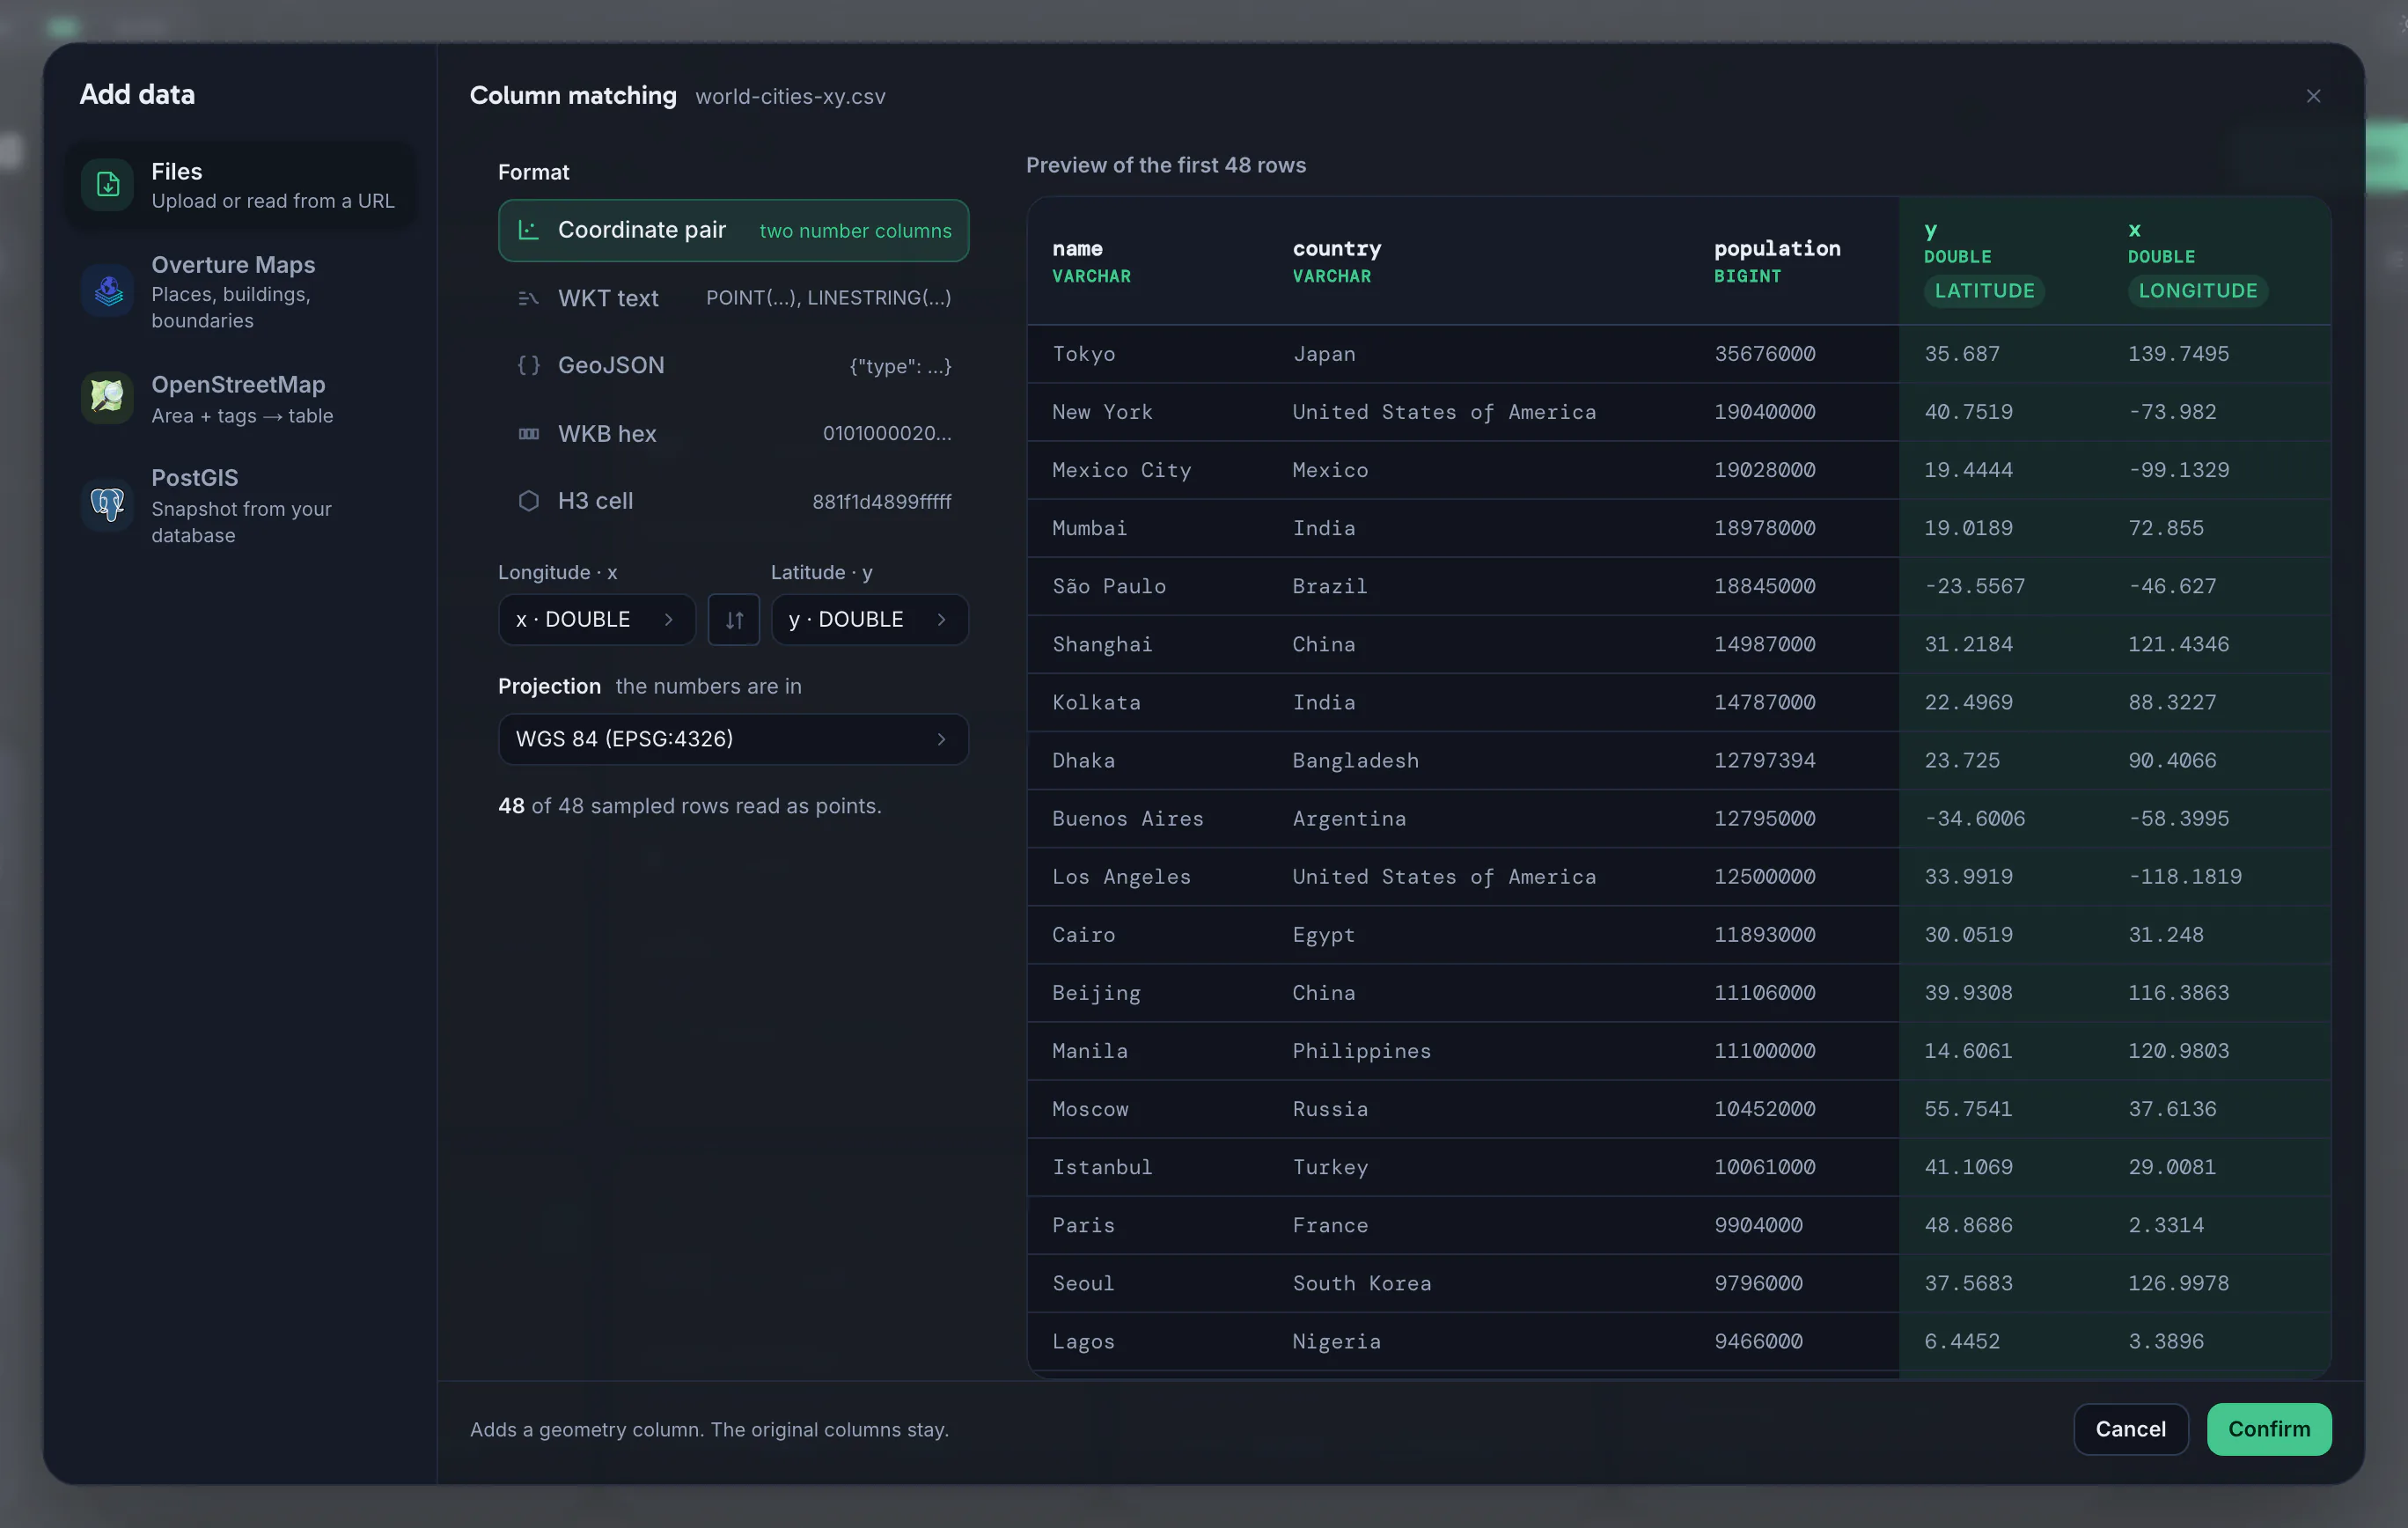 Add data
Files
Upload or read from a URL
Overture Maps
Places, buildings,
boundaries
OpenStreetMap
Area + tags → table
PostGIS
Snapshot from your
database
Column matching world-cities-xy.csv
Format
Coordinate pair two number columns
WKT text POINT(...), LINESTRING(...)
GeoJSON {"type": ...}
WKB hex 0101000020...
H3 cell 881f1d4899fffff
Longitude · x Latitude · y
x · DOUBLE y · DOUBLE
Projection the numbers are in
WGS 84 (EPSG:4326)
48 of 48 sampled rows read as points.
Preview of the first 48 rows
name country population y x
VARCHAR VARCHAR BIGINT DOUBLE DOUBLE
LATITUDE LONGITUDE
Tokyo Japan 35676000 35.687 139.7495
New York United States of America 19040000 40.7519 -73.982
Mexico City Mexico 19028000 19.4444 -99.1329
Mumbai India 18978000 19.0189 72.855
São Paulo Brazil 18845000 -23.5567 -46.627
Shanghai China 14987000 31.2184 121.4346
Kolkata India 14787000 22.4969 88.3227
Dhaka Bangladesh 12797394 23.725 90.4066
Buenos Aires Argentina 12795000 -34.6006 -58.3995
Los Angeles United States of America 12500000 33.9919 -118.1819
Cairo Egypt 11893000 30.0519 31.248
Beijing China 11106000 39.9308 116.3863
Manila Philippines 11100000 14.6061 120.9803
Moscow Russia 10452000 55.7541 37.6136
Istanbul Turkey 10061000 41.1069 29.0081
Paris France 9904000 48.8686 2.3314
Seoul South Korea 9796000 37.5683 126.9978
Lagos Nigeria 9466000 6.4452 3.3896
Adds a geometry column. The original columns stay.
Cancel Confirm